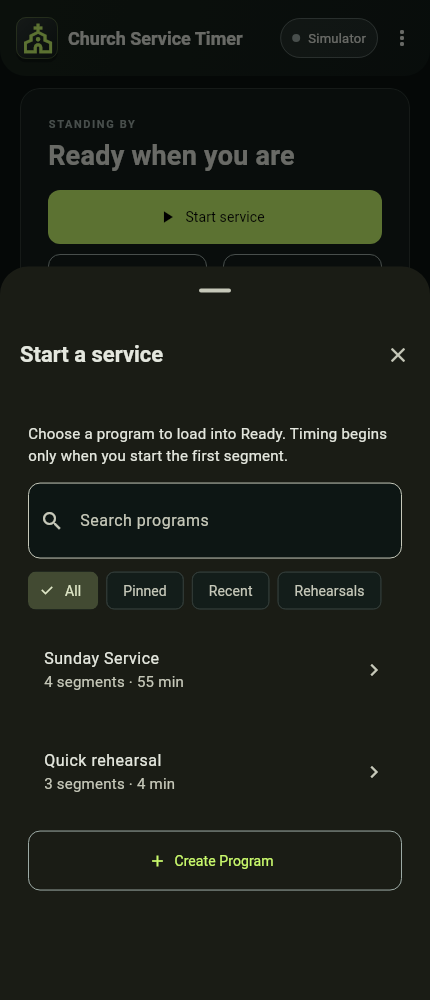 Church Service Timer
Simulator
STANDING BY
Ready when you are
Start service
Start a service
Choose a program to load into Ready. Timing begins
only when you start the first segment.
Search programs
All
Pinned
Recent
Rehearsals
Sunday Service
4 segments · 55 min
Quick rehearsal
3 segments · 4 min
Create Program